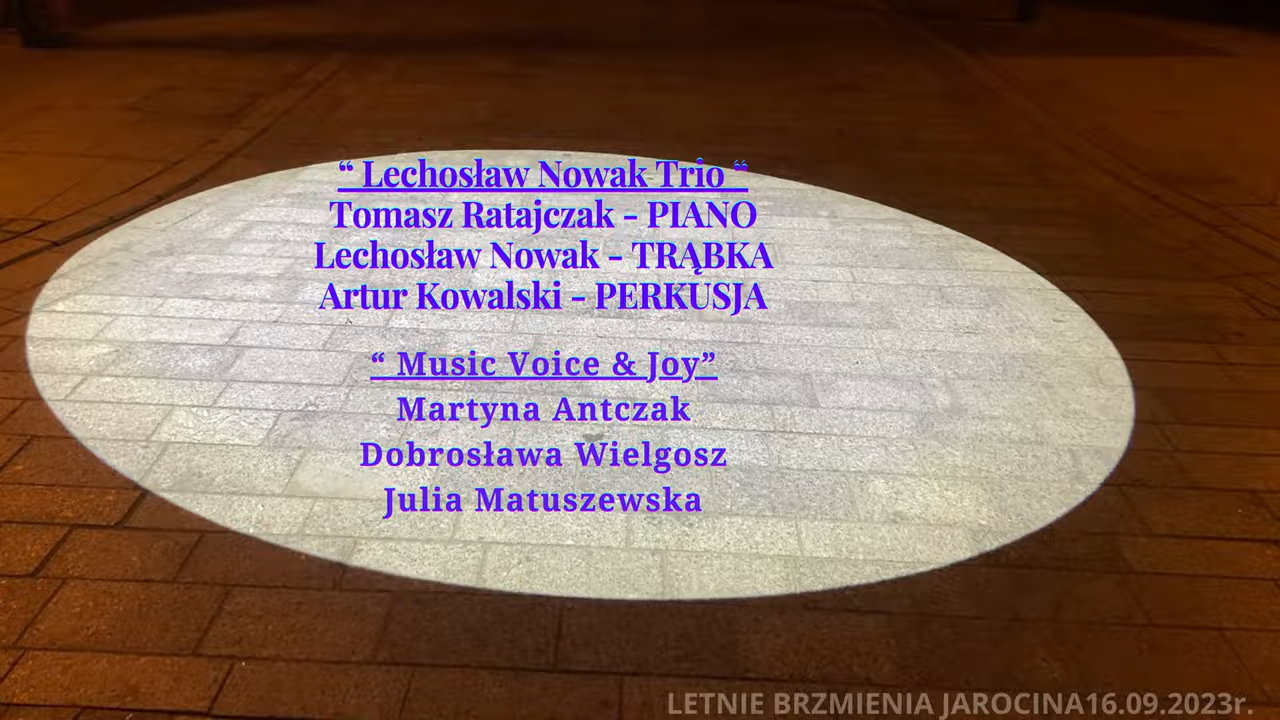 “ Lechosław Nowak Trio “
Tomasz Ratajczak - PIANO
Lechosław Nowak - TRĄBKA
Artur Kowalski - PERKUSJA
“ Music Voice & Joy”
Martyna Antczak
Dobrosława Wielgosz
Julia Matuszewska
LETNIE BRZMIENIA JAROCINA16.09.2023r.